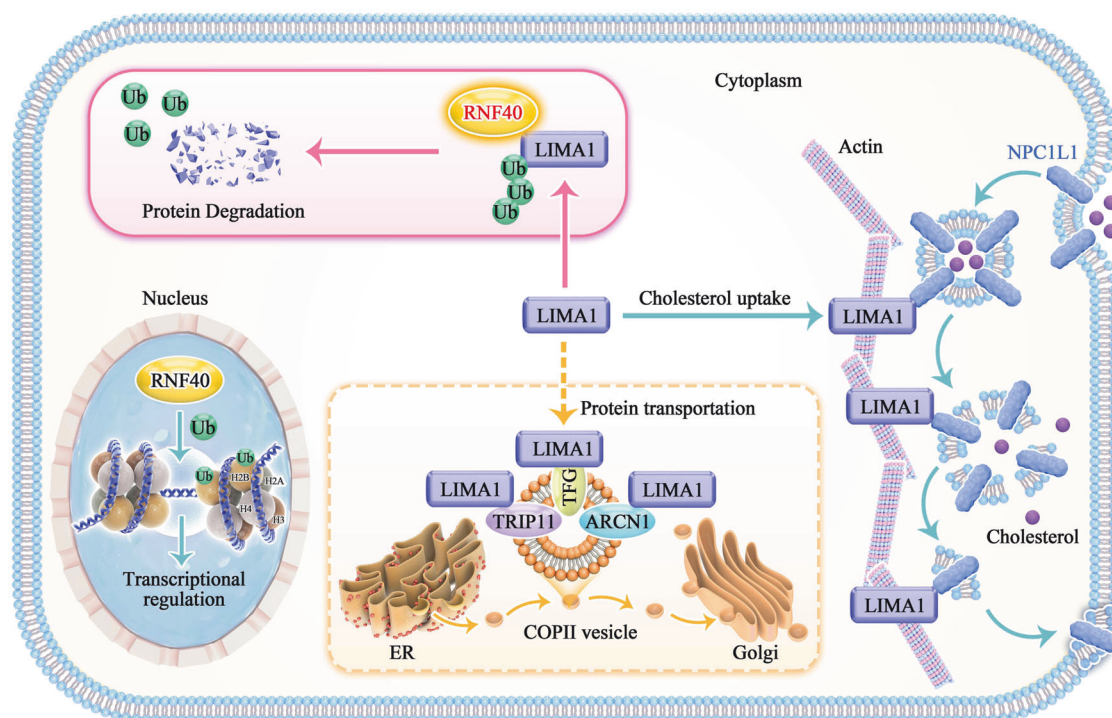 Cytoplasm
Ub
Ub
Ub
RNF40
LIMA1
Ub
Ub
Ub
Protein Degradation
Actin
NPC1L1
Nucleus
LIMA1
Cholesterol uptake
LIMA1
RNF40
Ub
Protein transportation
LIMA1
LIMA1
TFG
LIMA1
LIMA1
Ub
Ub
H2B
H2A
H4
H3
TRIP11
ARCN1
Cholesterol
Transcriptional
regulation
LIMA1
COPII vesicle
ER
Golgi